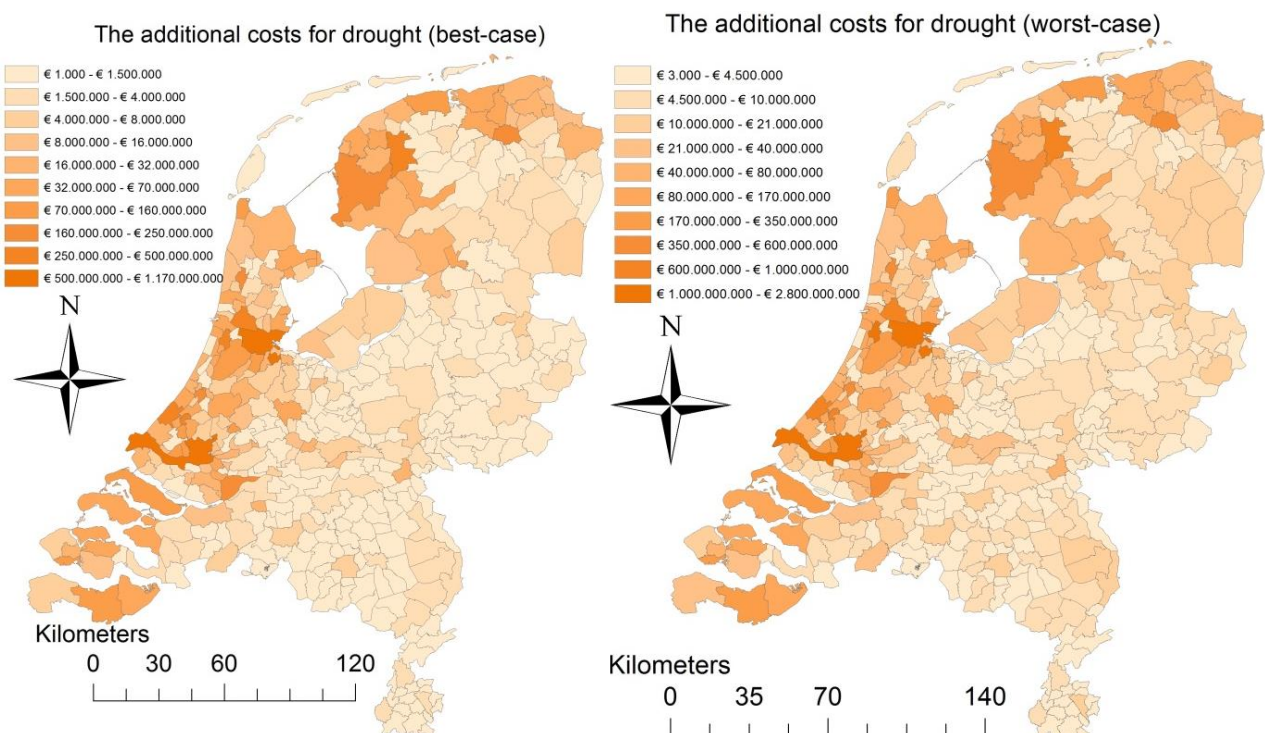 The additional costs for drought (best-case)
€ 1.000 - € 1.500.000
€ 1.500.000 - € 4.000.000
€ 4.000.000 - € 8.000.000
€ 8.000.000 - € 16.000.000
€ 16.000.000 - € 32.000.000
€ 32.000.000 - € 70.000.000
€ 70.000.000 - € 160.000.000
€ 160.000.000 - € 250.000.000
€ 250.000.000 - € 500.000.000
€ 500.000.000 - € 1.170.000.000
N
Kilometers
0 30 60 120
The additional costs for drought (worst-case)
€ 3.000 - € 4.500.000
€ 4.500.000 - € 10.000.000
€ 10.000.000 - € 21.000.000
€ 21.000.000 - € 40.000.000
€ 40.000.000 - € 80.000.000
€ 80.000.000 - € 170.000.000
€ 170.000.000 - € 350.000.000
€ 350.000.000 - € 600.000.000
€ 600.000.000 - € 1.000.000.000
€ 1.000.000.000 - € 2.800.000.000
N
Kilometers
0 35 70 140